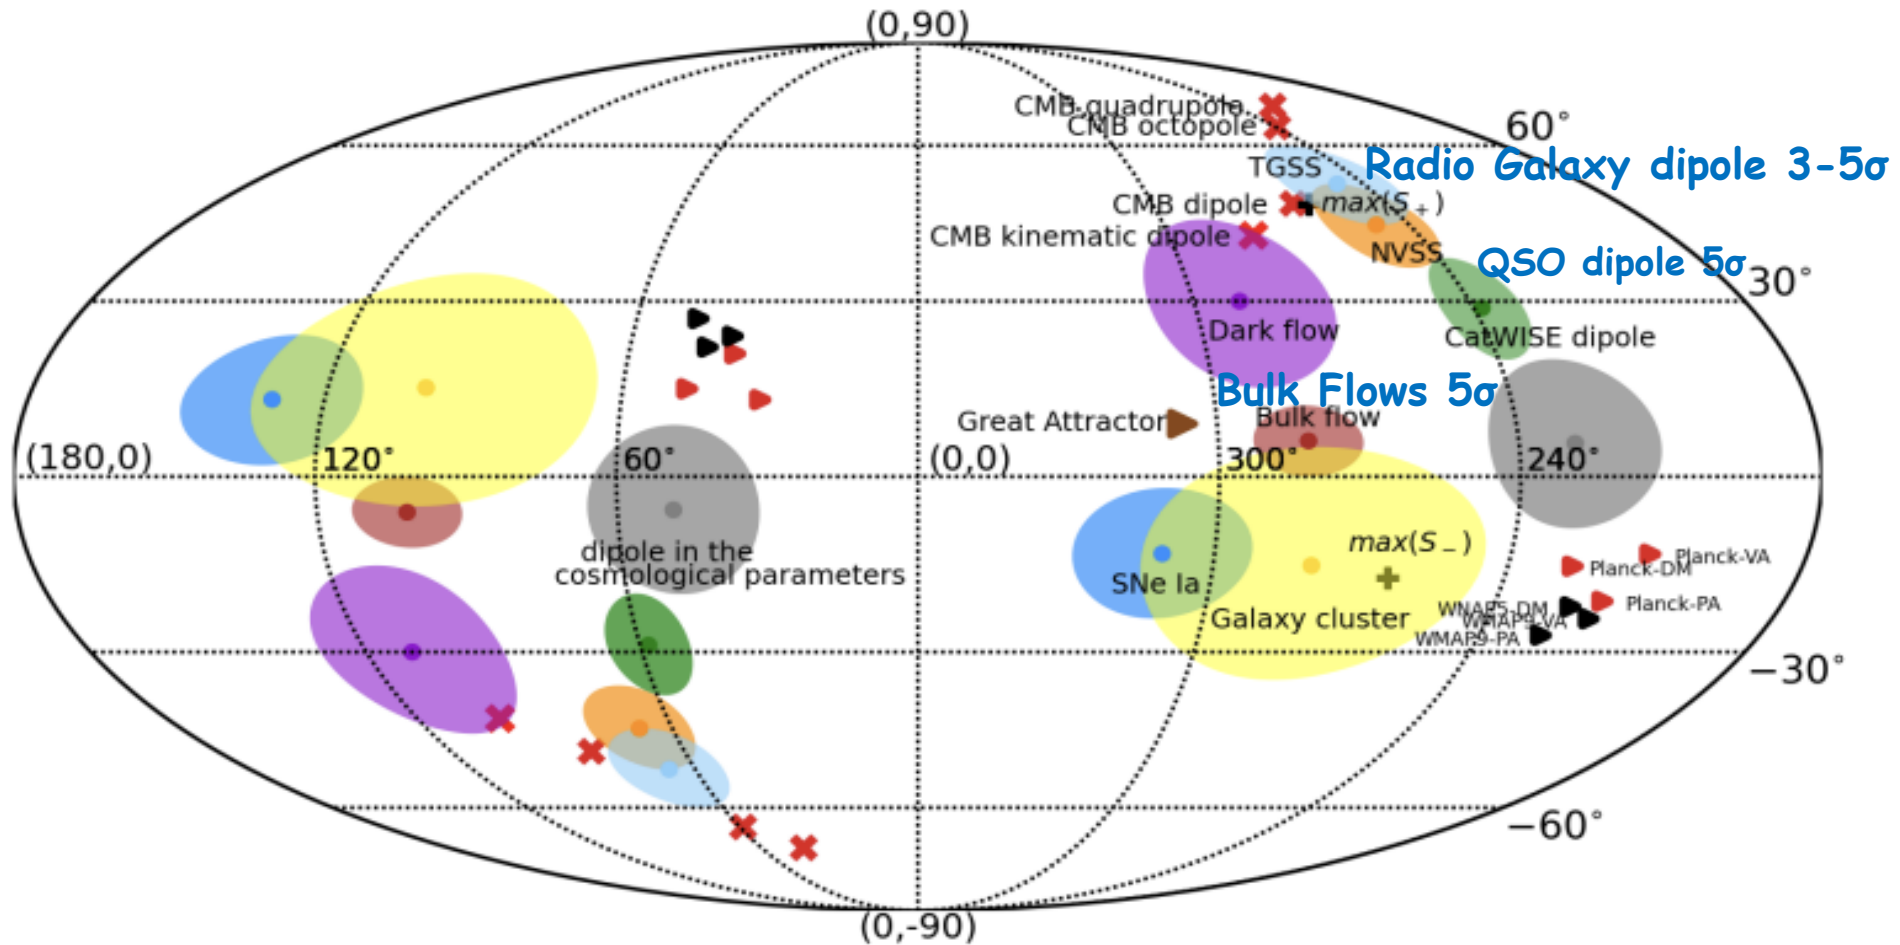 (0,90)
CMB quadrupole
CMB octopole
60°
TGSS
Radio Galaxy dipole 3-5σ
CMB dipole
max(S₊)
CMB kinematic dipole
NVSS
QSO dipole 5σ
30°
Dark flow
CatWISE dipole
Bulk Flows 5σ
Great Attractor
Bulk flow
(180,0)
120°
60°
(0,0)
300°
240°
dipole in the
cosmological parameters
max(S₋)
SNe Ia
Galaxy cluster
Planck-VA
Planck-DM
Planck-PA
WMAP5-DM
WMAP9-VA
WMAP9-PA
−30°
−60°
(0,-90)